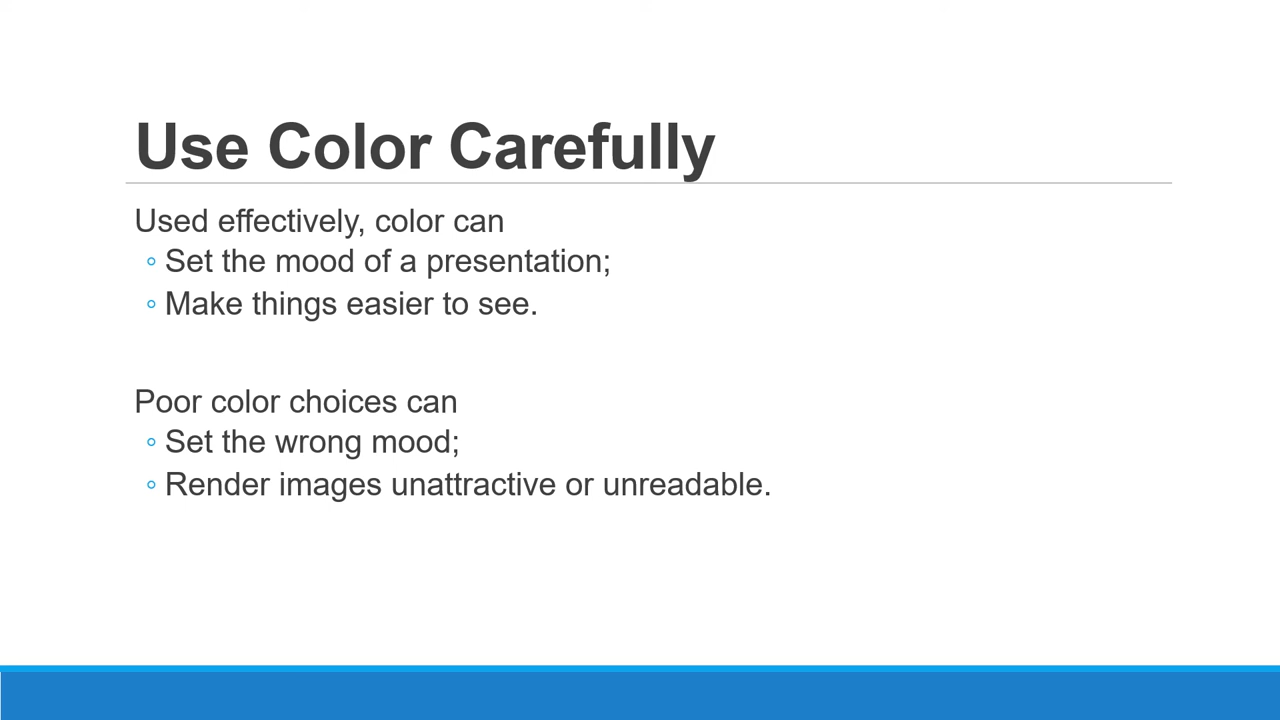 Use Color Carefully
Used effectively, color can
◦ Set the mood of a presentation;
◦ Make things easier to see.
Poor color choices can
◦ Set the wrong mood;
◦ Render images unattractive or unreadable.